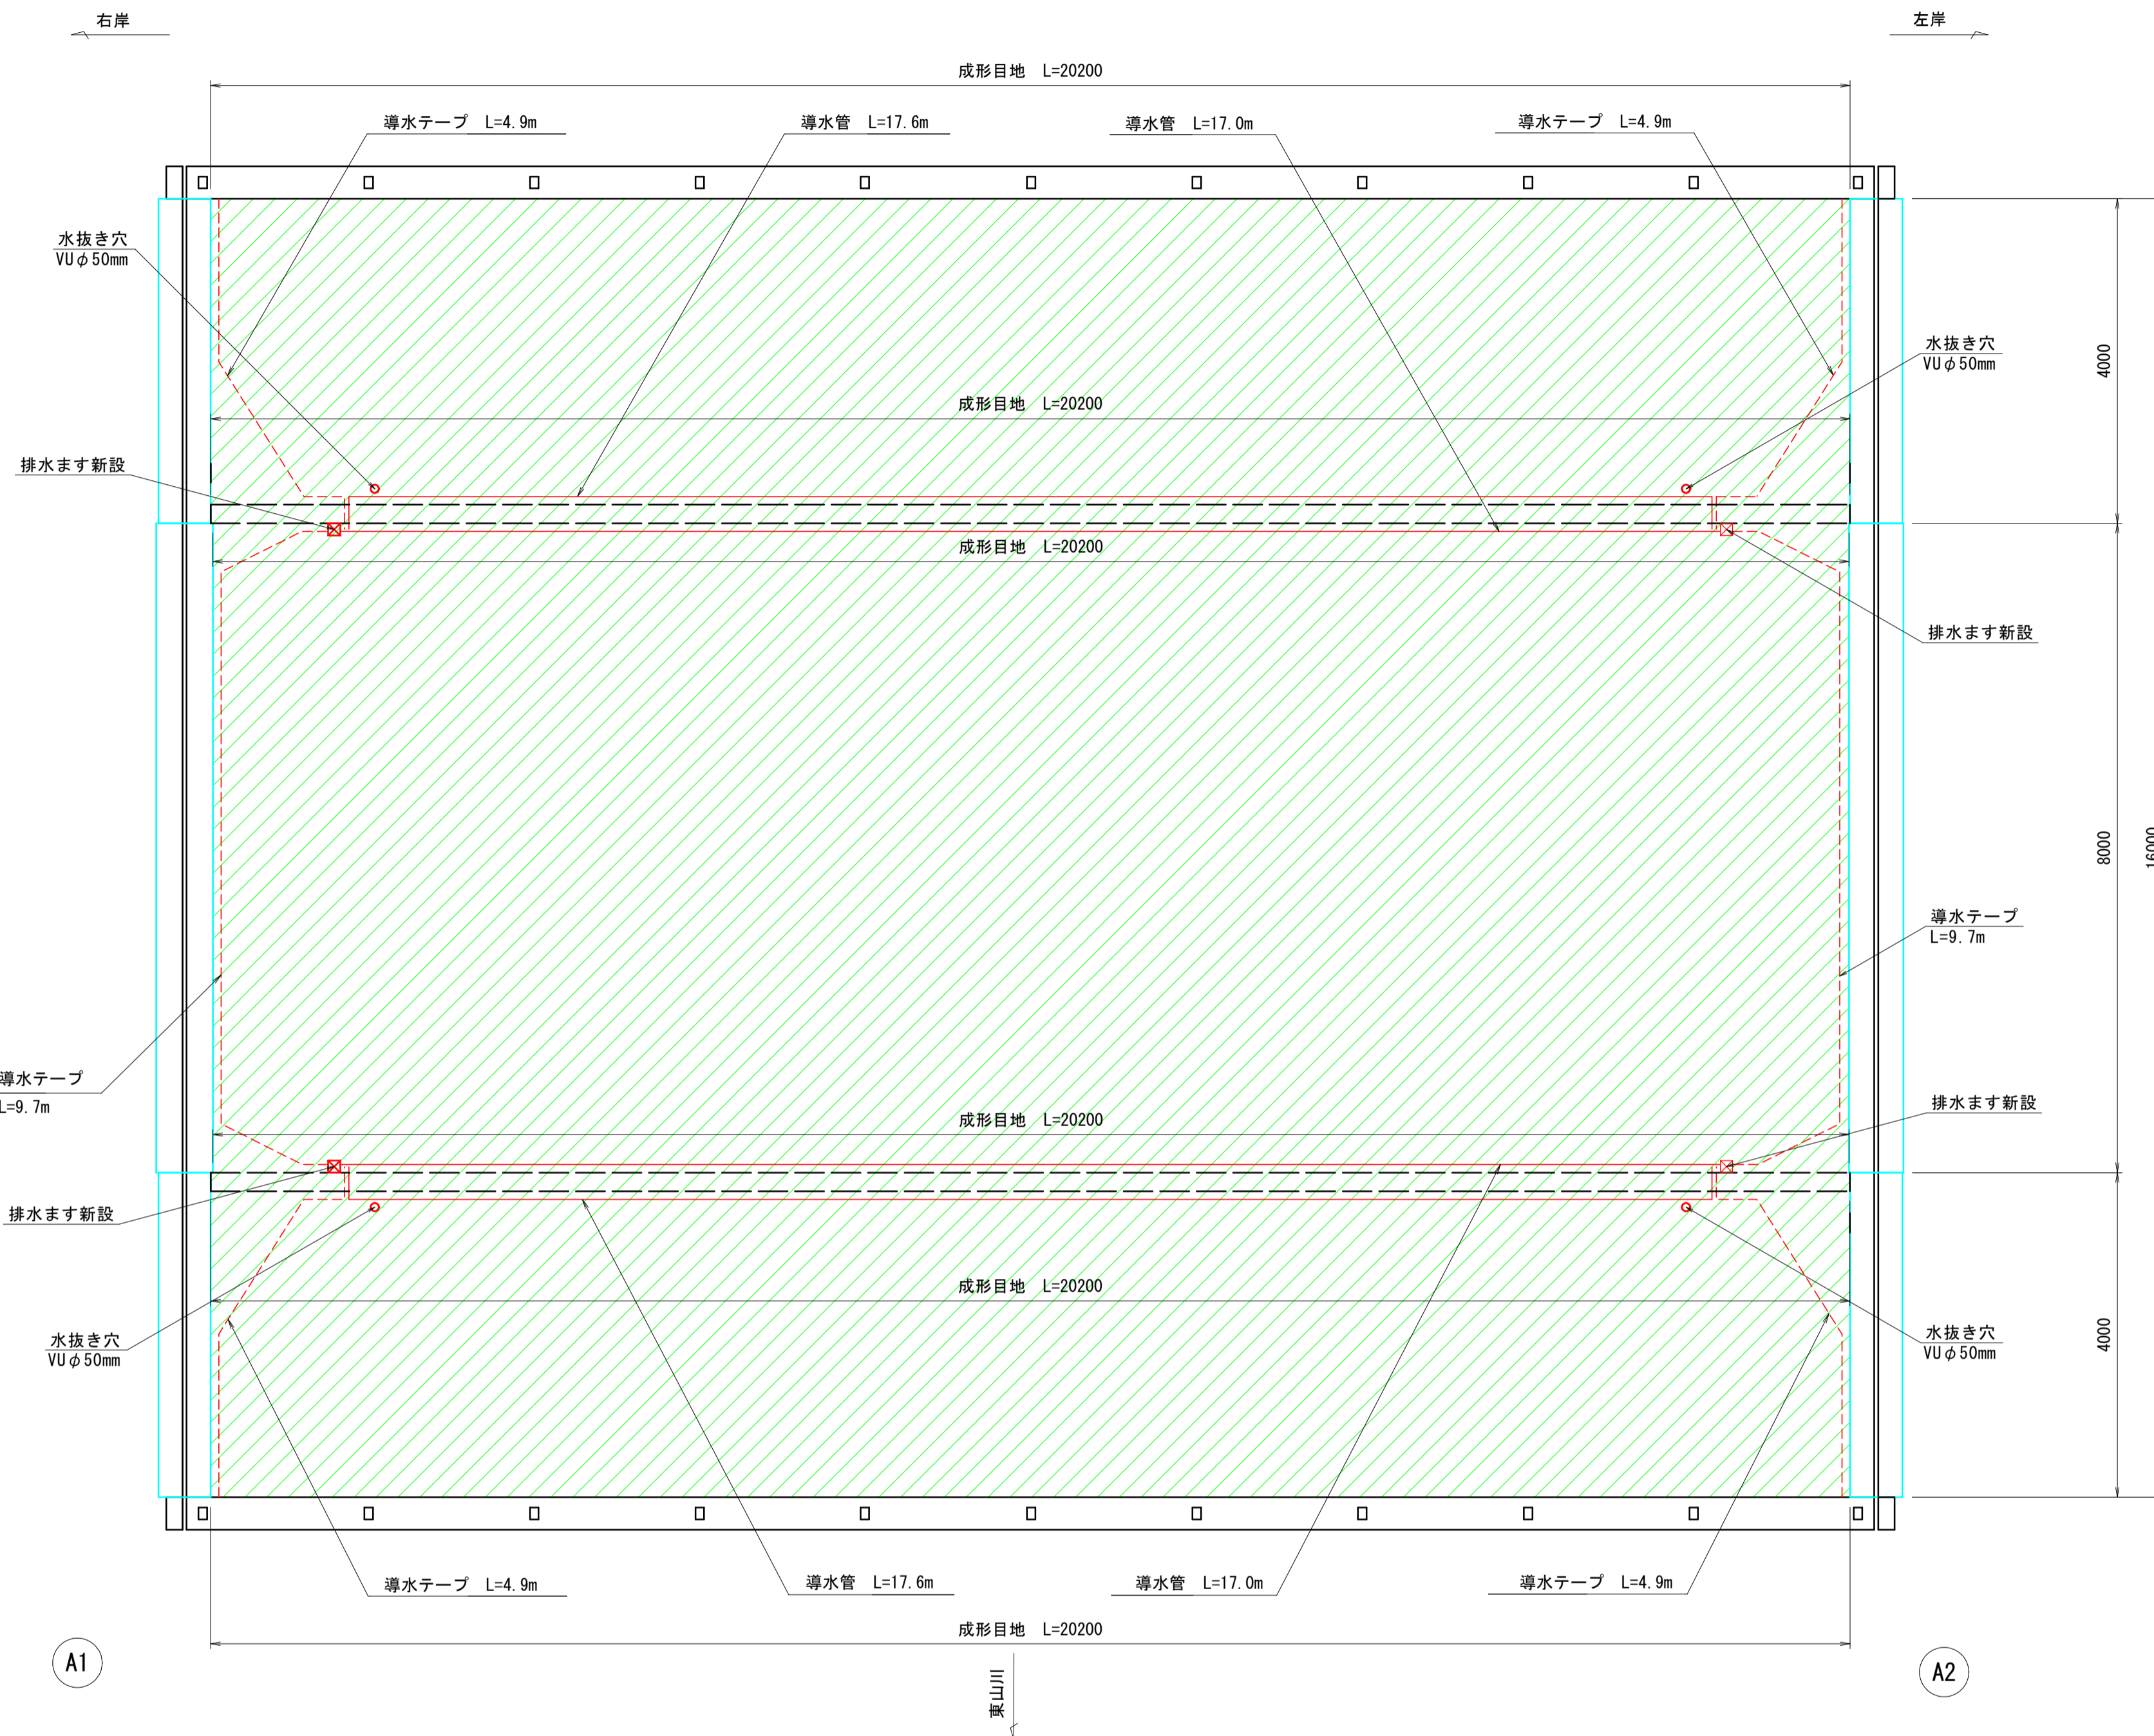 右岸
左岸
成形目地 L=20200
導水テープ L=4.9m
導水管 L=17.6m
導水管 L=17.0m
導水テープ L=4.9m
水抜き穴
VUφ50mm
水抜き穴
VUφ50mm
4000
成形目地 L=20200
排水ます新設
成形目地 L=20200
排水ます新設
8000
16000
導水テープ
L=9.7m
導水テープ
L=9.7m
排水ます新設
成形目地 L=20200
排水ます新設
成形目地 L=20200
水抜き穴
VUφ50mm
水抜き穴
VUφ50mm
4000
導水テープ L=4.9m
導水管 L=17.6m
導水管 L=17.0m
導水テープ L=4.9m
成形目地 L=20200
A1
東山川
A2